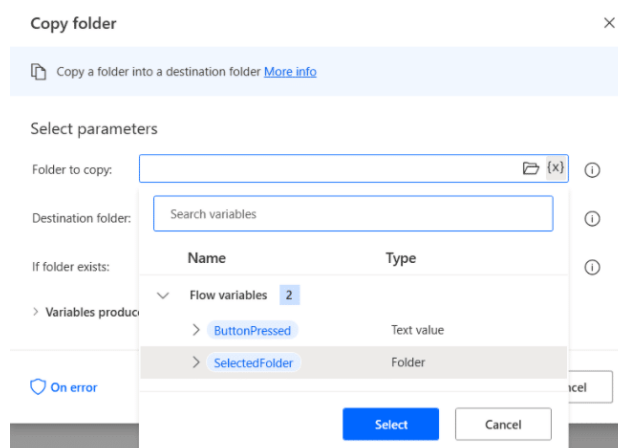 Copy folder
Copy a folder into a destination folder More info
Select parameters
Folder to copy:
{x}
Destination folder:
Search variables
If folder exists:
Name Type
Flow variables 2
Variables produc
ButtonPressed Text value
SelectedFolder Folder
On error
Select Cancel